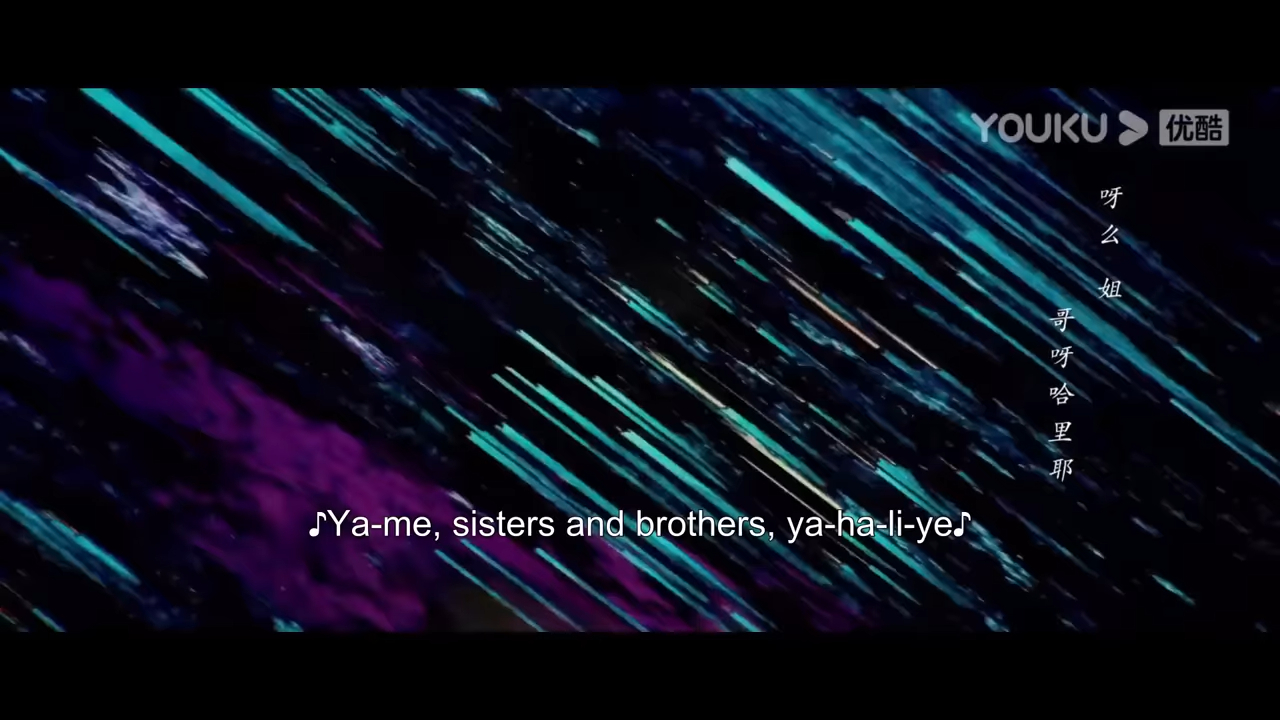 YOUKU 优酷
呀么 姐
哥呀哈里耶
♪Ya-me, sisters and brothers, ya-ha-li-ye♪